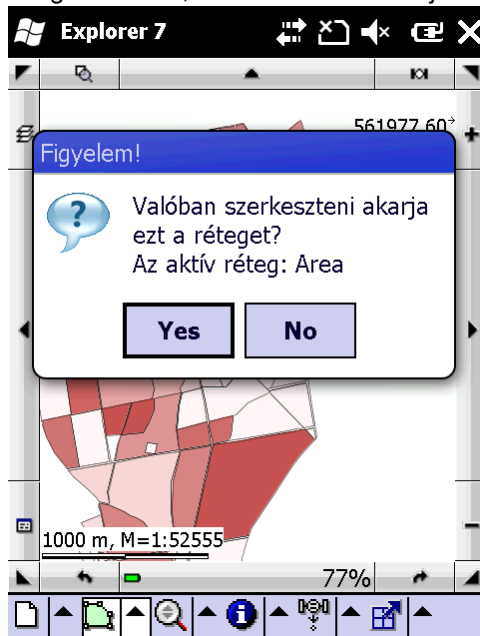 Explorer 7
561977.60
Figyelem!
Valóban szerkeszteni akarja
ezt a réteget?
Az aktív réteg: Area
Yes
No
1000 m, M=1:52555
77%